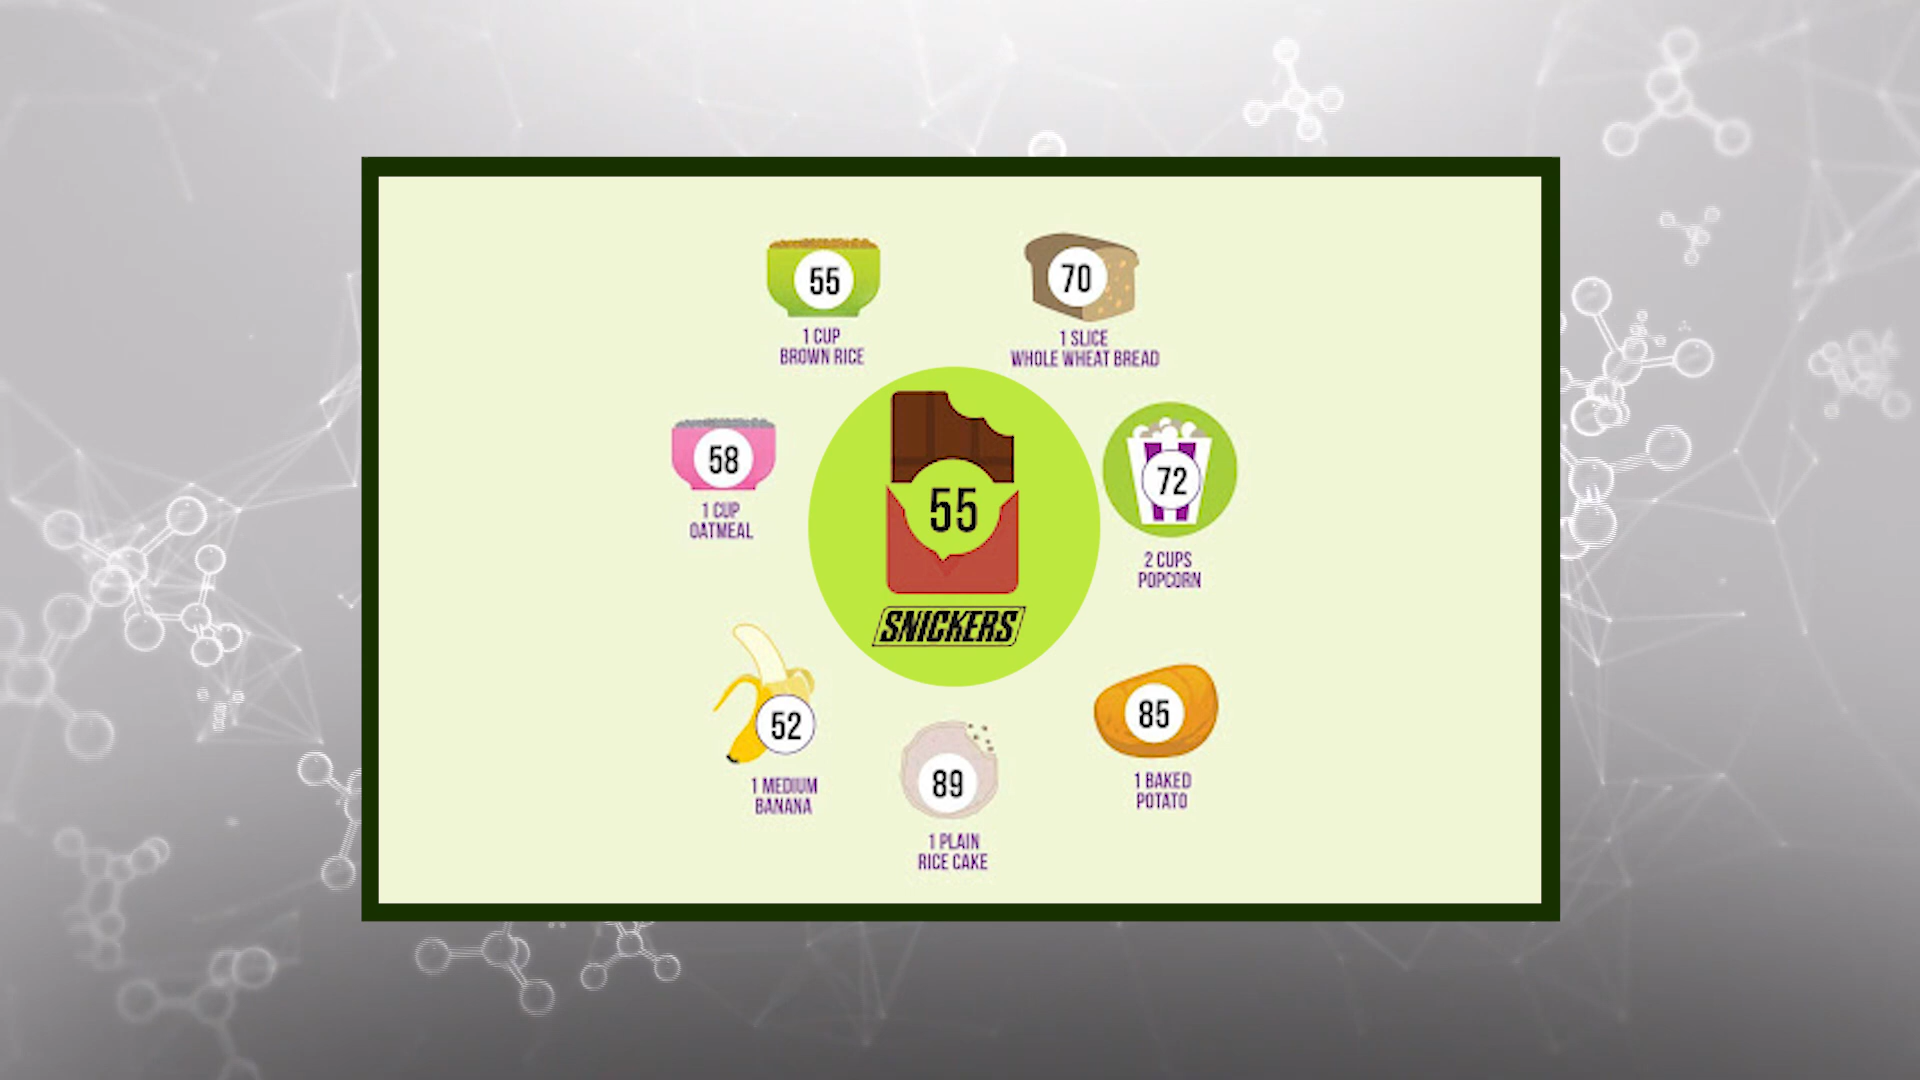 55
1 CUP
BROWN RICE
70
1 SLICE
WHOLE WHEAT BREAD
58
1 CUP
OATMEAL
55
SNICKERS
72
2 CUPS
POPCORN
52
1 MEDIUM
BANANA
89
1 PLAIN
RICE CAKE
85
1 BAKED
POTATO